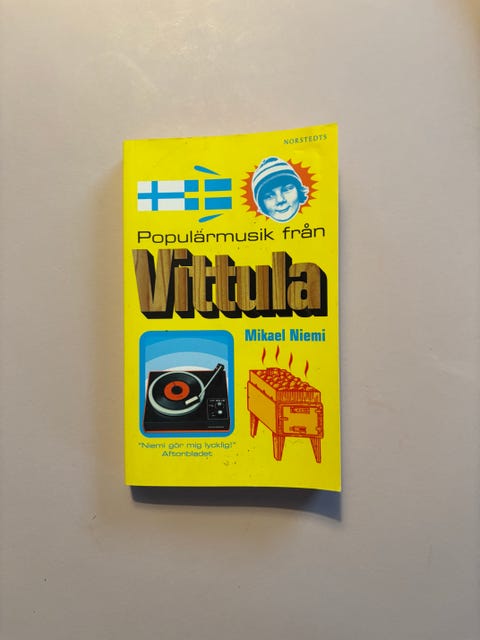 NORSTEDTS
Populärmusik från
Vittula
Mikael Niemi
"Niemi gör mig lycklig!"
Aftonbladet